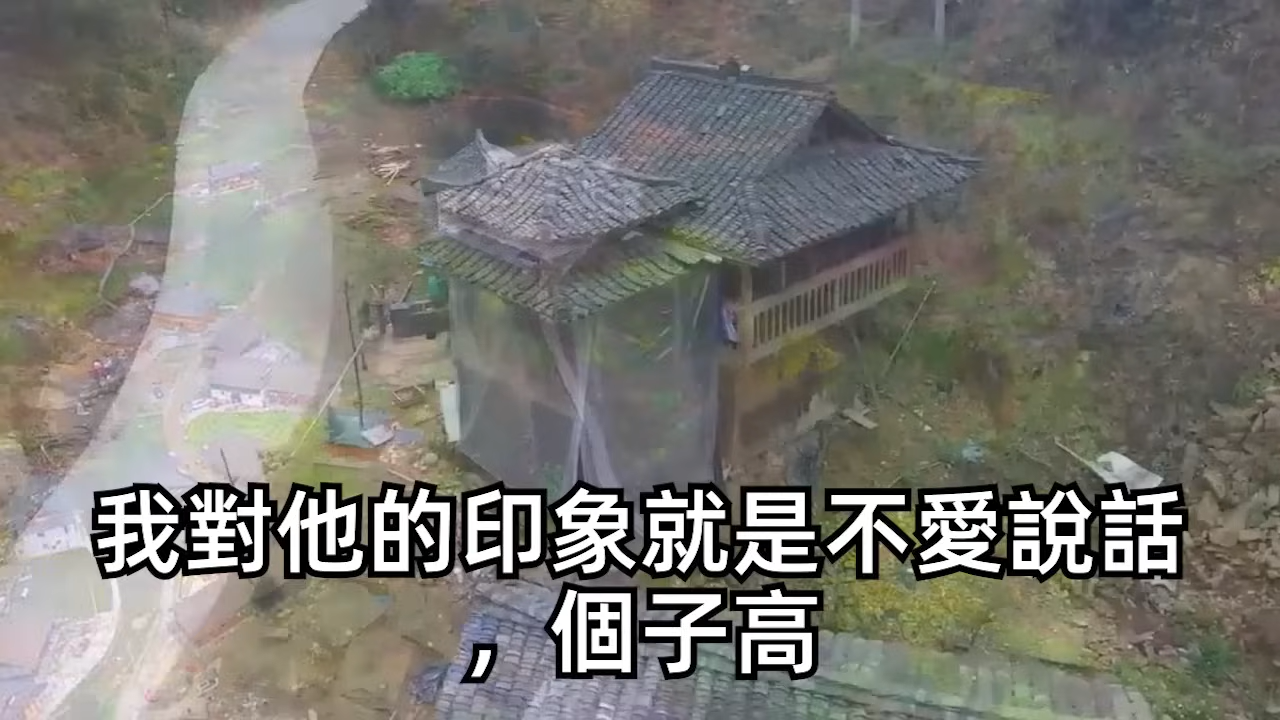 我對他的印象就是不愛說話
，個子高